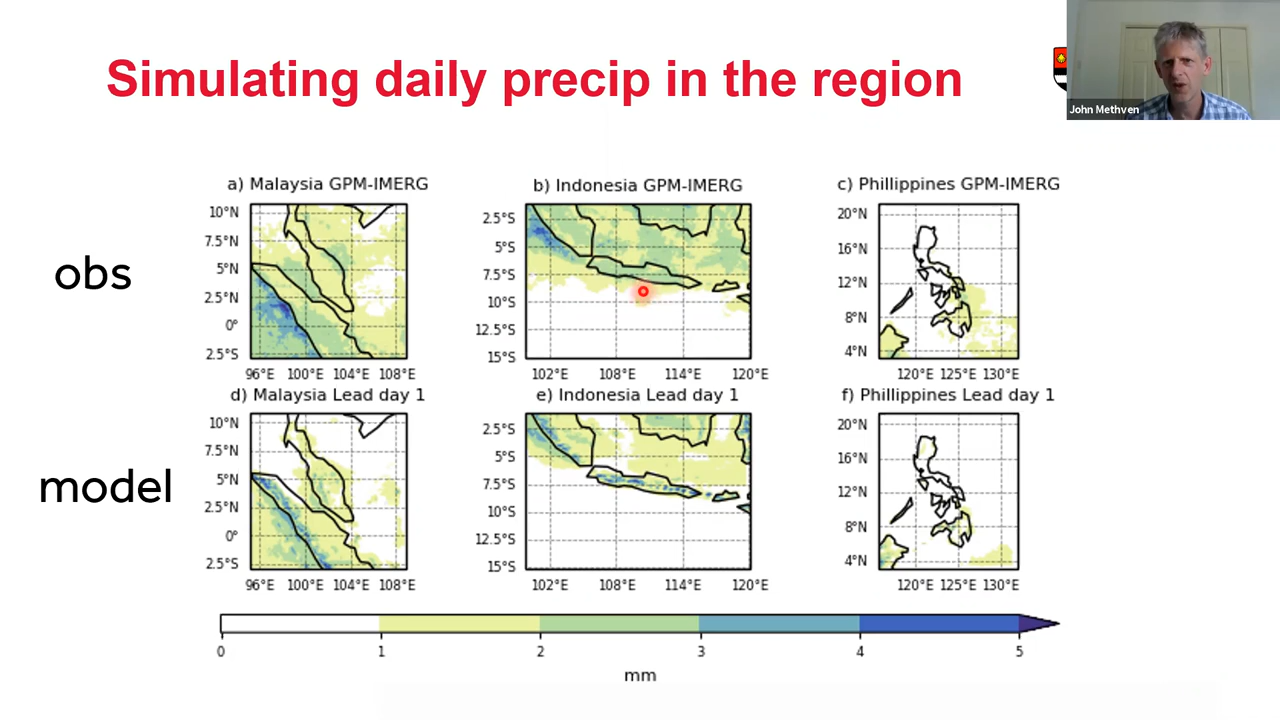 Simulating daily precip in the region
John Methven
a) Malaysia GPM-IMERG
b) Indonesia GPM-IMERG
c) Phillippines GPM-IMERG
obs
10°N
7.5°N
5°N
2.5°N
0°
2.5°S
96°E 100°E 104°E 108°E
2.5°S
5°S
7.5°S
10°S
12.5°S
15°S
102°E 108°E 114°E 120°E
20°N
16°N
12°N
8°N
4°N
120°E 125°E 130°E
d) Malaysia Lead day 1
e) Indonesia Lead day 1
f) Phillippines Lead day 1
model
10°N
7.5°N
5°N
2.5°N
0°
2.5°S
96°E 100°E 104°E 108°E
2.5°S
5°S
7.5°S
10°S
12.5°S
15°S
102°E 108°E 114°E 120°E
20°N
16°N
12°N
8°N
4°N
120°E 125°E 130°E
0 1 2 3 4 5
mm